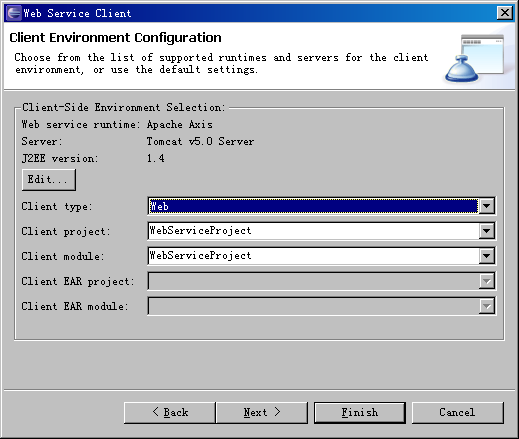 Web Service Client
Client Environment Configuration
Choose from the list of supported runtimes and servers for the client
environment, or use the default settings.
Client-Side Environment Selection:
Web service runtime: Apache Axis
Server: Tomcat v5.0 Server
J2EE version: 1.4
Edit...
Client type: Web
Client project: WebServiceProject
Client module: WebServiceProject
Client EAR project:
Client EAR module:
< Back Next > Finish Cancel